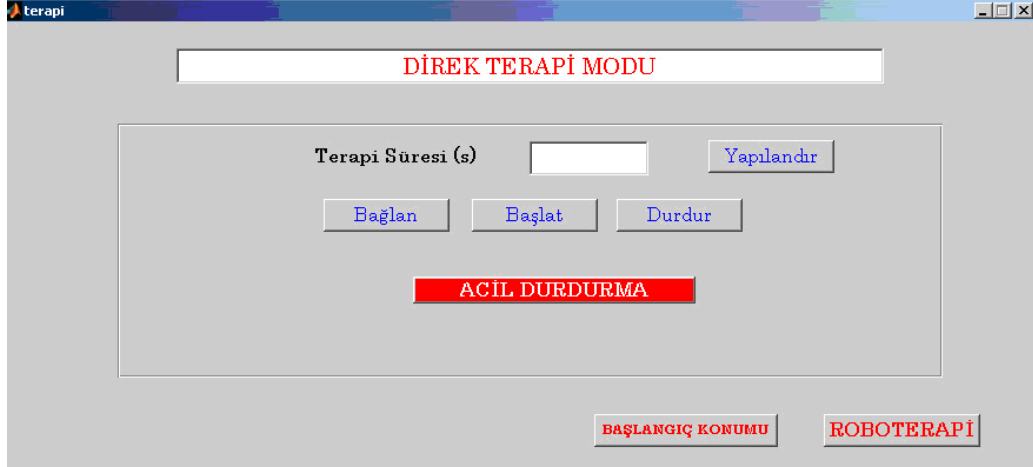 terapi
DİREK TERAPİ MODU
Terapi Süresi (s)
Yapılandır
Bağlan
Başlat
Durdur
ACİL DURDURMA
BAŞLANGIÇ KONUMU
ROBOTERAPİ